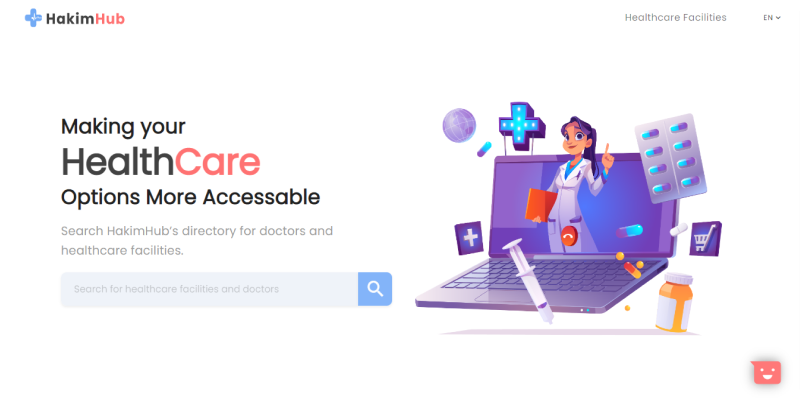 HakimHub
Healthcare Facilities
EN
Making your
HealthCare
Options More Accessable
Search HakimHub's directory for doctors and
healthcare facilities.
Search for healthcare facilities and doctors